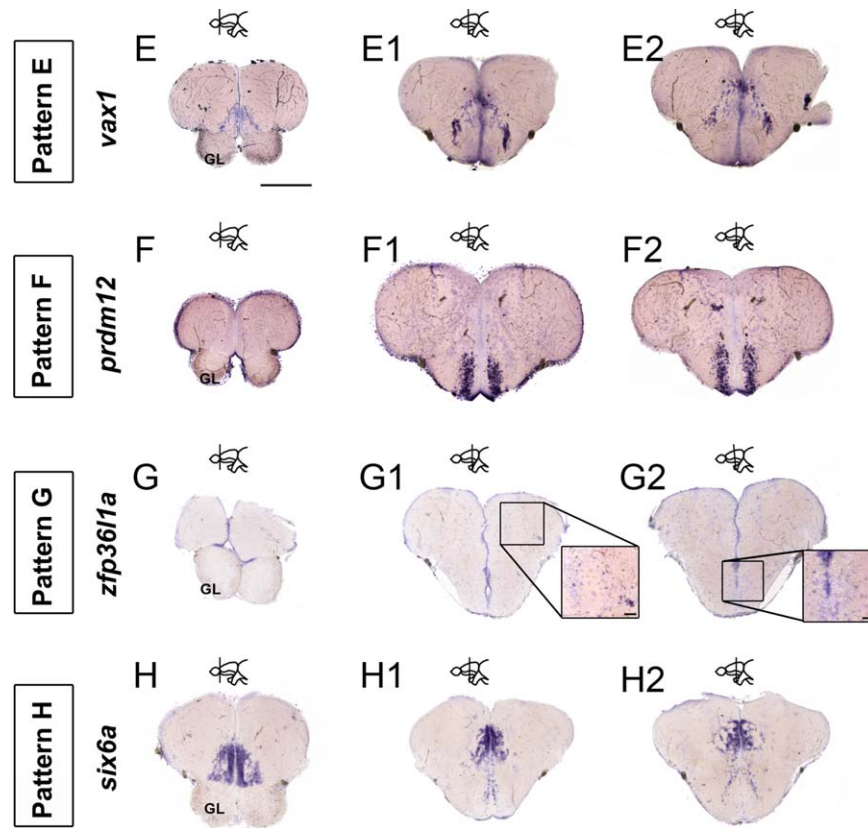 Pattern E
vax1
E
E1
E2
GL
Pattern F
prdm12
F
F1
F2
GL
Pattern G
zfp36l1a
G
G1
G2
GL
Pattern H
six6a
H
H1
H2
GL